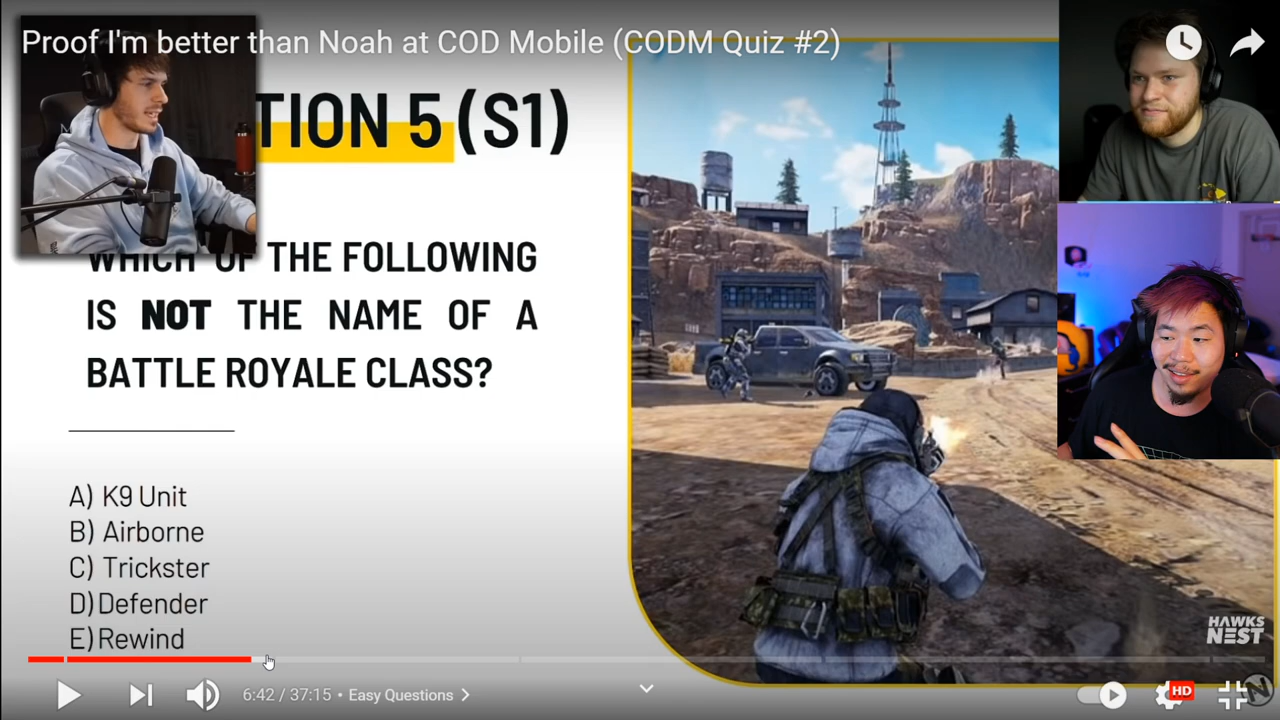 Proof I'm better than Noah at COD Mobile (CODM Quiz #2)
TION 5 (S1)
WHICH OF THE FOLLOWING
IS NOT THE NAME OF A
BATTLE ROYALE CLASS?
A) K9 Unit
B) Airborne
C) Trickster
D) Defender
E) Rewind
HAWKS
NEST
6:42 / 37:15 • Easy Questions
HD
N